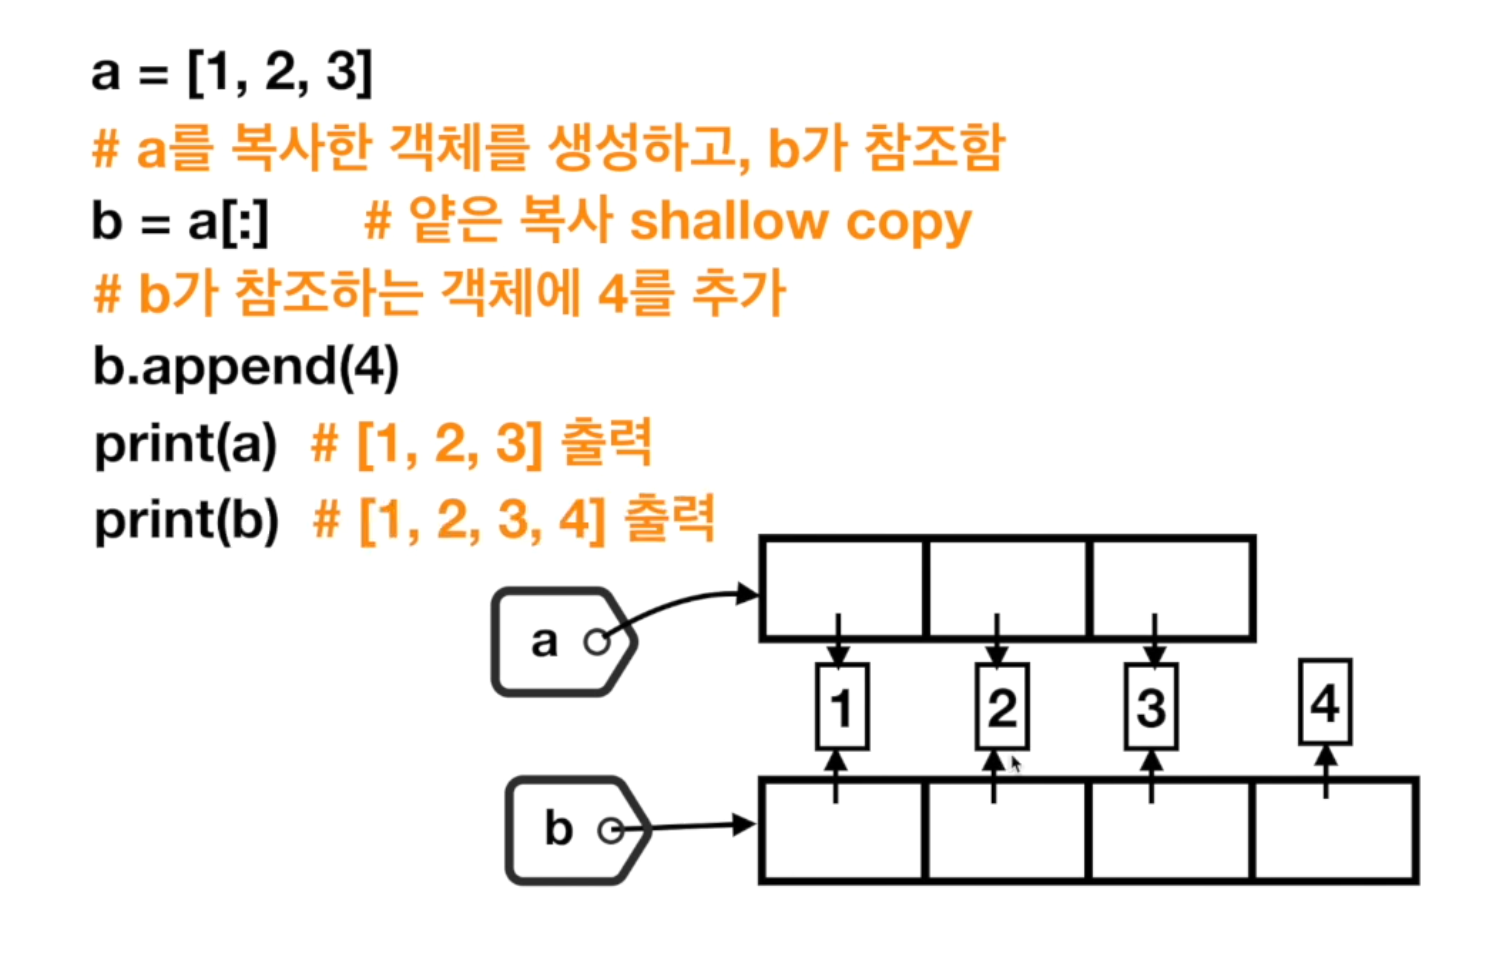 a = [1, 2, 3]
# a를 복사한 객체를 생성하고, b가 참조함
b = a[:] # 얕은 복사 shallow copy
# b가 참조하는 객체에 4를 추가
b.append(4)
print(a) # [1, 2, 3] 출력
print(b) # [1, 2, 3, 4] 출력
a
1 2 3 4
b